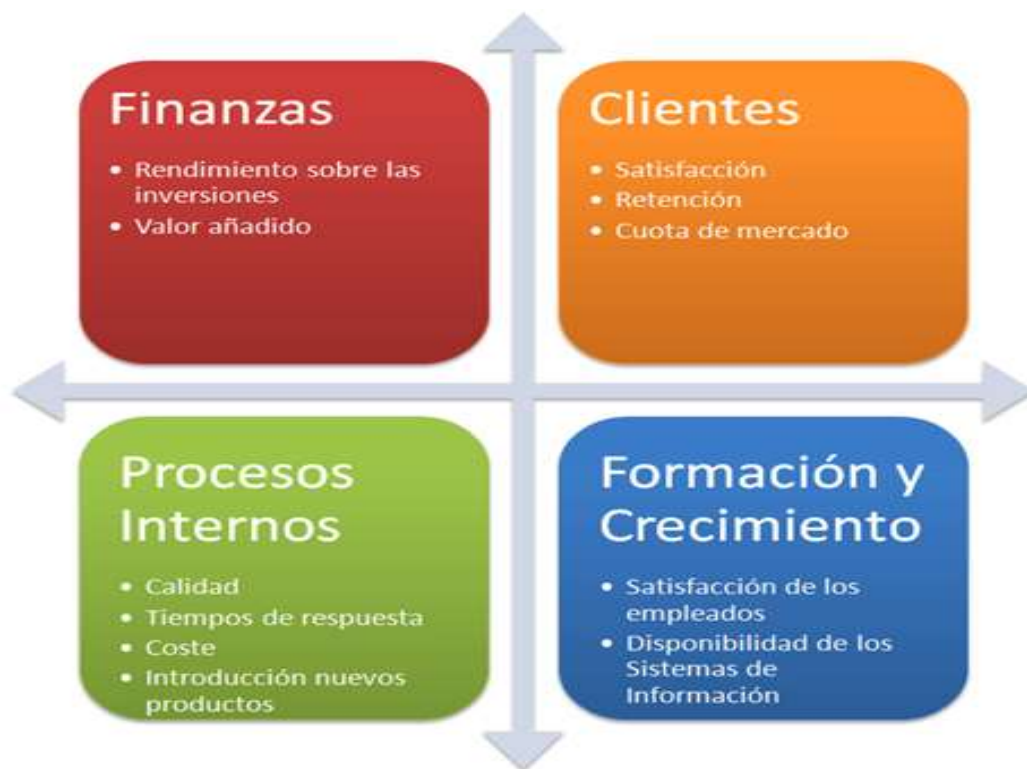 Finanzas
• Rendimiento sobre las
inversiones
• Valor añadido
Clientes
• Satisfacción
• Retención
• Cuota de mercado
Procesos
Internos
• Calidad
• Tiempos de respuesta
• Coste
• Introducción nuevos
productos
Formación y
Crecimiento
• Satisfacción de los
empleados
• Disponibilidad de los
Sistemas de
Información